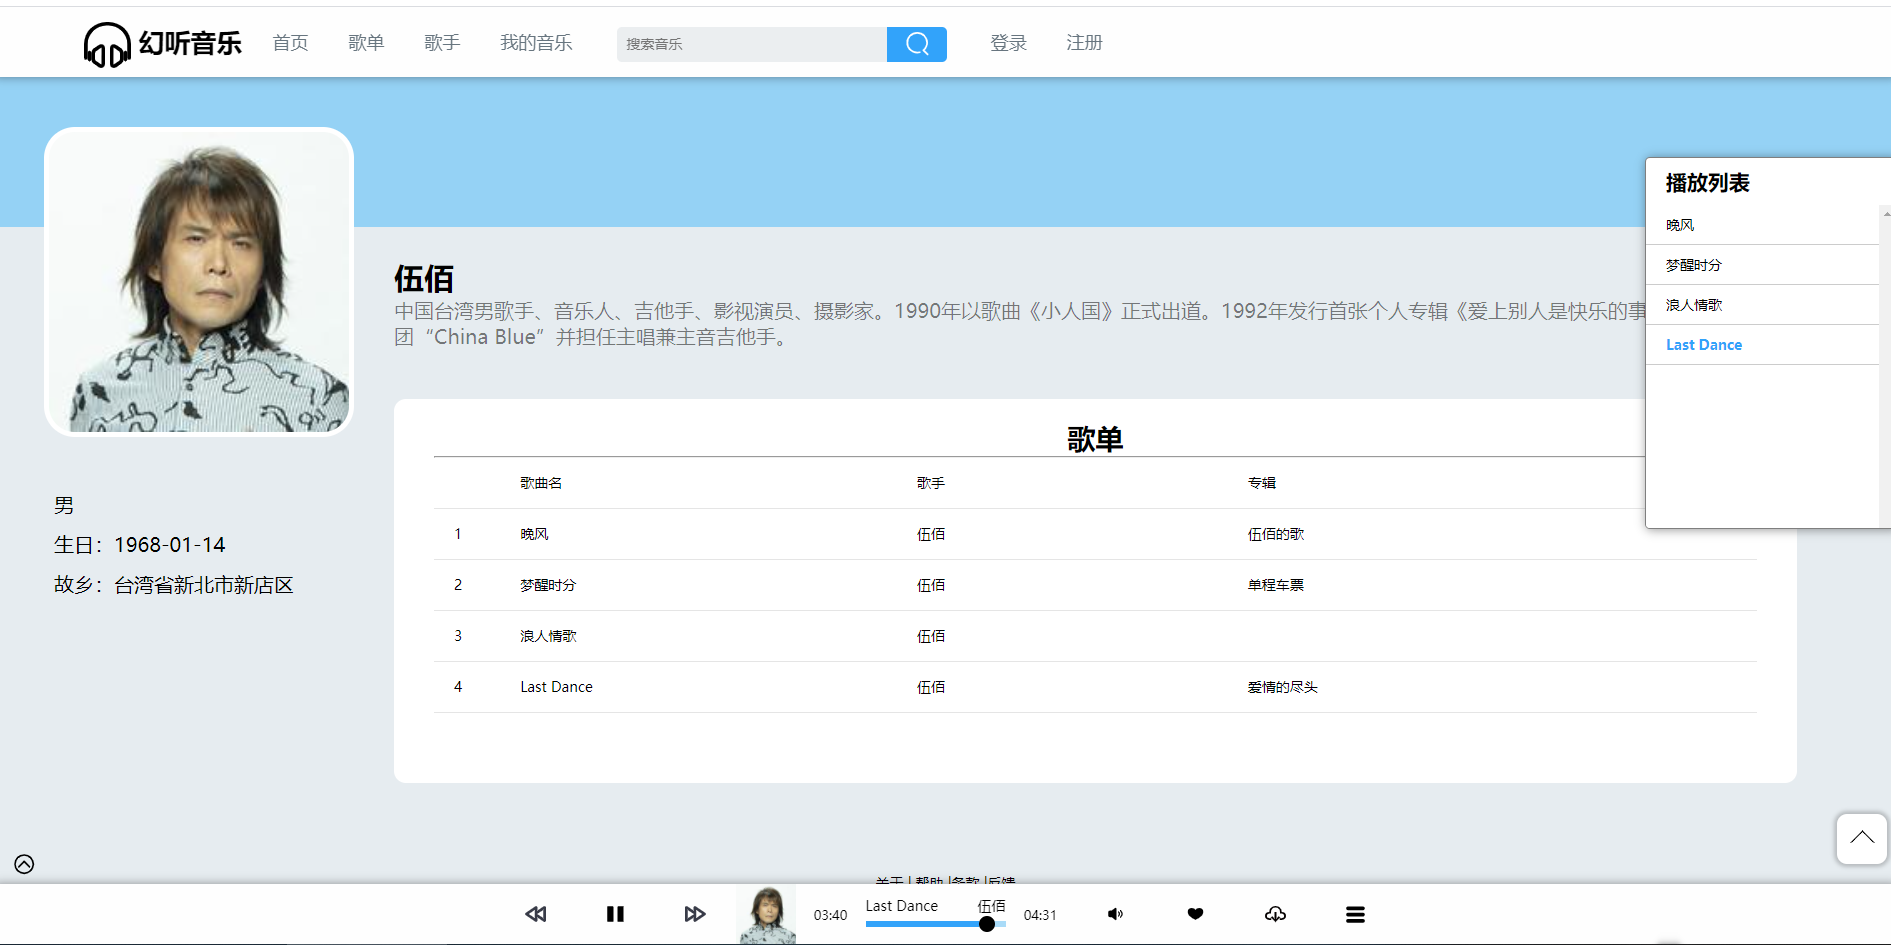 幻听音乐 首页 歌单 歌手 我的音乐 搜索音乐 登录 注册
播放列表
晚风
梦醒时分
浪人情歌
Last Dance
伍佰
中国台湾男歌手、音乐人、吉他手、影视演员、摄影家。1990年以歌曲《小人国》正式出道。1992年发行首张个人专辑《爱上别人是快乐的事
团“China Blue”并担任主唱兼主音吉他手。
男
生日：1968-01-14
故乡：台湾省新北市新店区
歌单
歌曲名 歌手 专辑
1 晚风 伍佰 伍佰的歌
2 梦醒时分 伍佰 单程车票
3 浪人情歌 伍佰
4 Last Dance 伍佰 爱情的尽头
关于 | 帮助 |条款 |反馈
03:40 Last Dance 伍佰 04:31